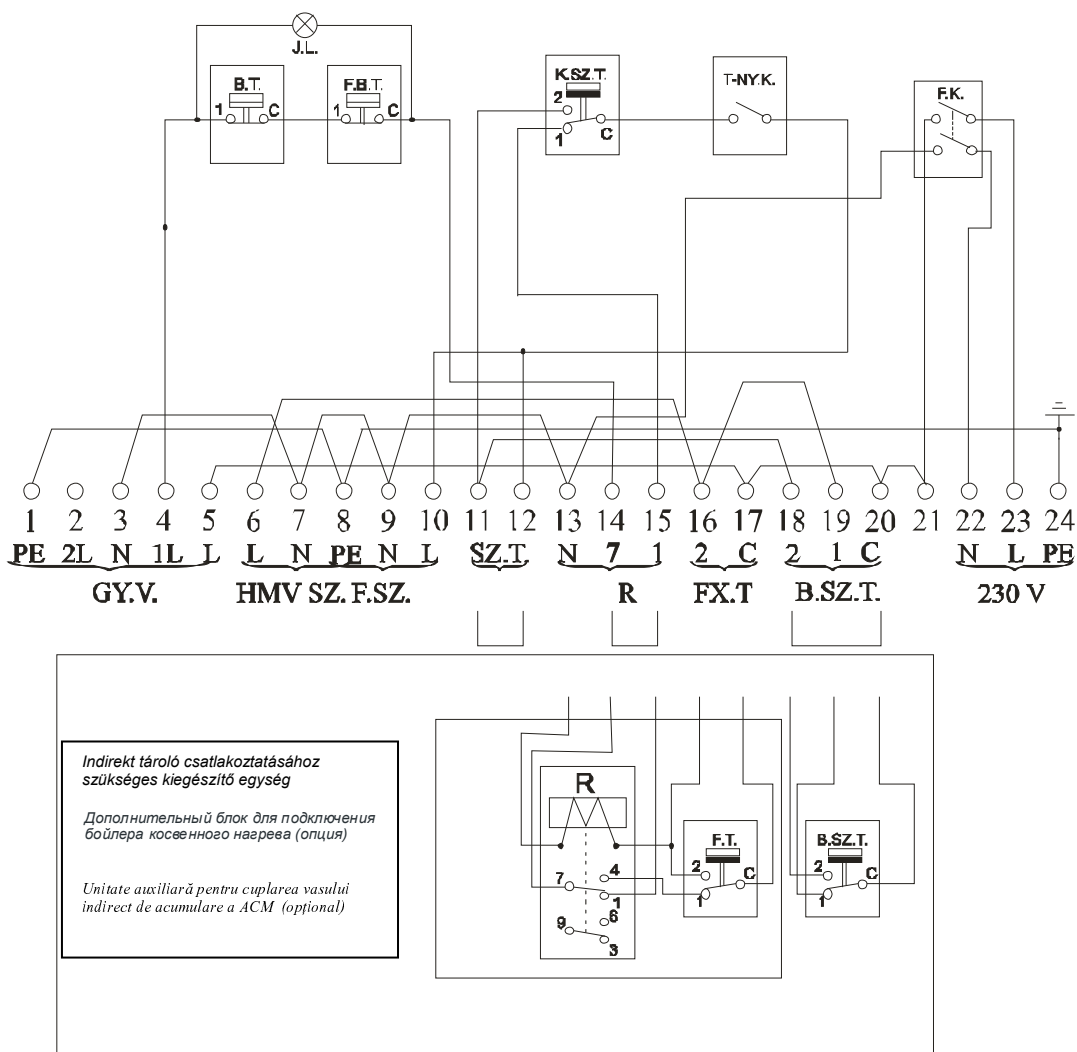 J.L.
B.T.
1 C
F.B.T.
1 C
K.SZ.T.
2
1 C
T-NY.K.
F.K.
1 2 3 4 5 6 7 8 9 10 11 12 13 14 15 16 17 18 19 20 21 22 23 24
PE 2L N 1L L L N PE N L SZ.T. N 7 1 2 C 2 1 C N L PE
GY.V. HMV SZ. F.SZ. R FX.T B.SZ.T. 230 V
Indirekt tároló csatlakoztatásához
szükséges kiegészítő egység
Дополнительный блок для подключения
бойлера косвенного нагрева (опция)
Unitate auxiliară pentru cuplarea vasului
indirect de acumulare a ACM (opţional)
R
7 4
1
9 6
3
F.T.
2 C
1
B.SZ.T.
2 C
1